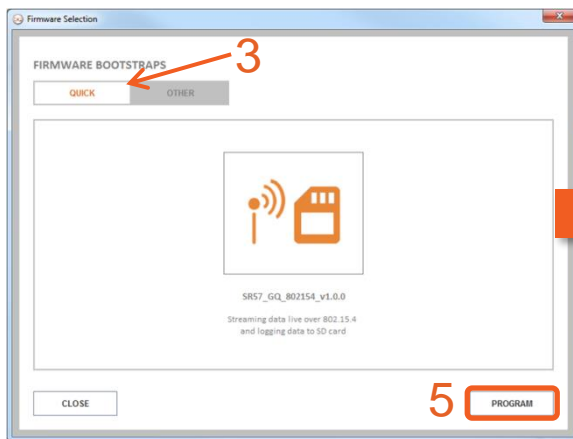 Firmware Selection
FIRMWARE BOOTSTRAPS
3
QUICK
OTHER
SR57_GQ_802154_v1.0.0
Streaming data live over 802.15.4
and logging data to SD card
CLOSE
5
PROGRAM